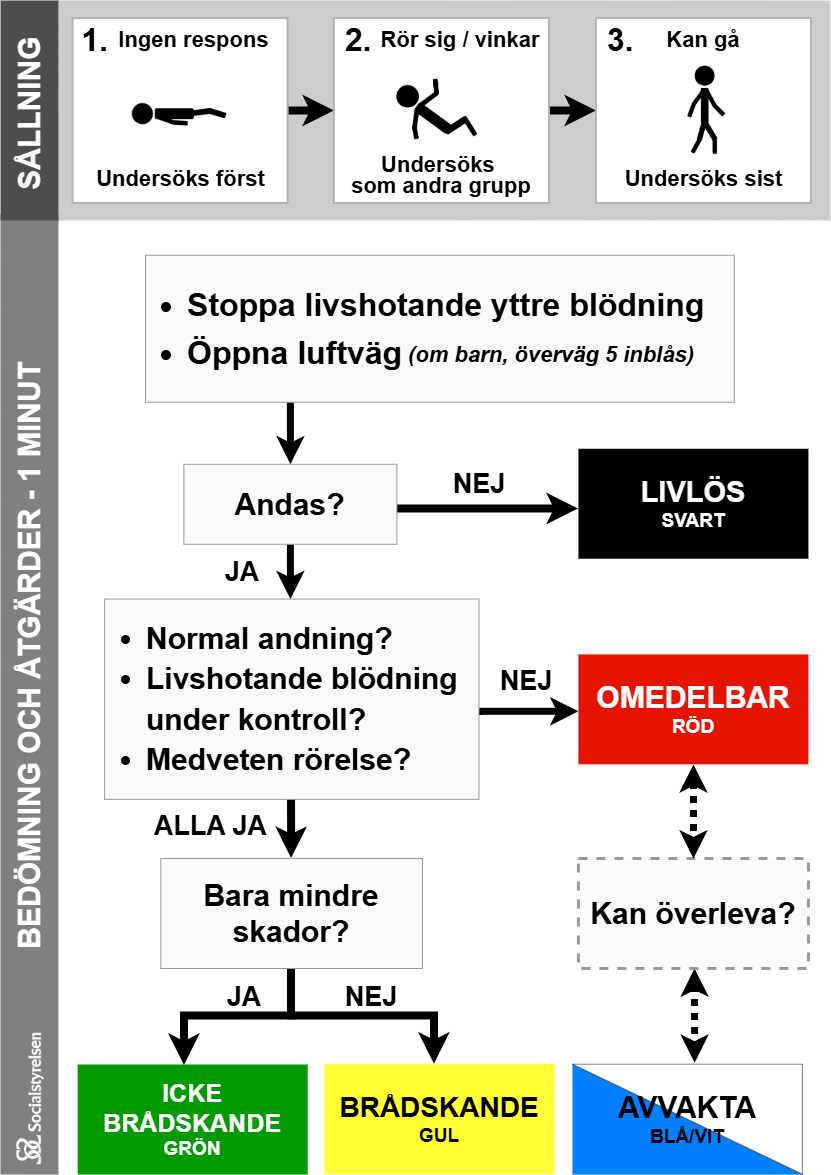 SÅLLNING
1. Ingen respons
Undersöks först
2. Rör sig / vinkar
Undersöks
som andra grupp
3. Kan gå
Undersöks sist
BEDÖMNING OCH ÅTGÄRDER - 1 MINUT
• Stoppa livshotande yttre blödning
• Öppna luftväg (om barn, överväg 5 inblås)
Andas?
NEJ
LIVLÖS
SVART
JA
• Normal andning?
• Livshotande blödning
under kontroll?
• Medveten rörelse?
NEJ
OMEDELBAR
RÖD
ALLA JA
Bara mindre
skador?
Kan överleva?
JA
NEJ
ICKE
BRÅDSKANDE
GRÖN
BRÅDSKANDE
GUL
AVVAKTA
BLÅ/VIT
Socialstyrelsen